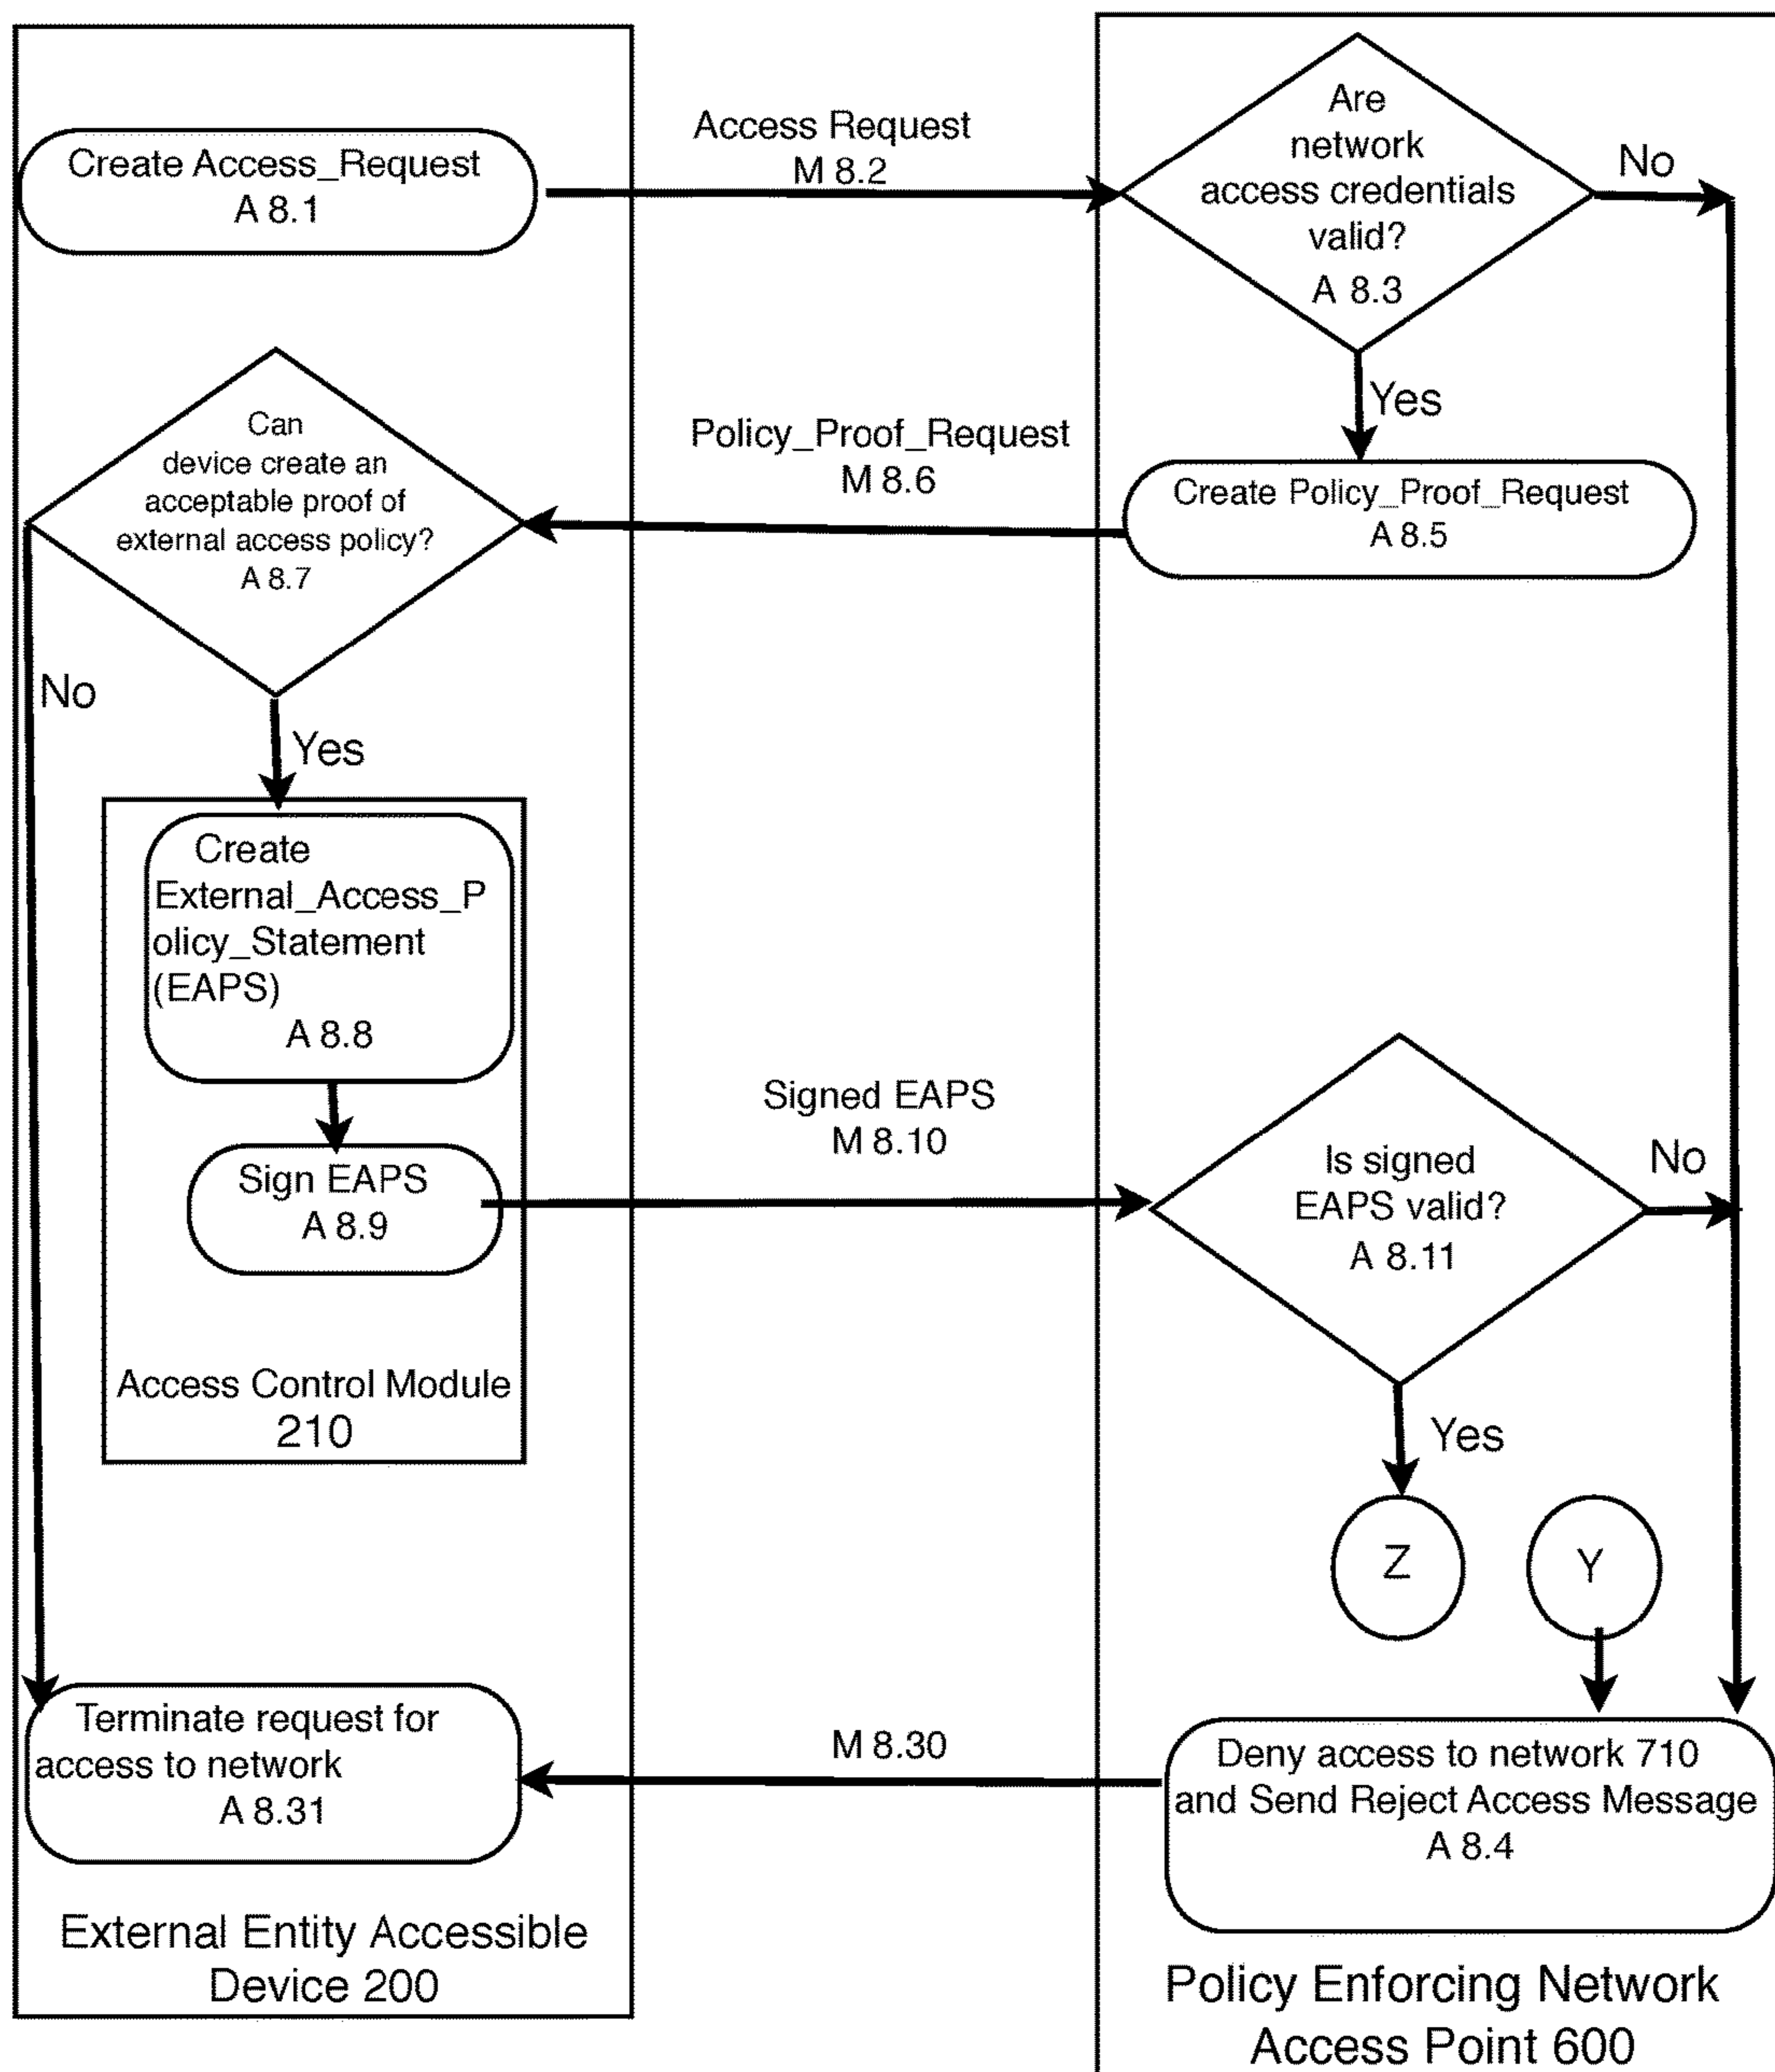 Create Access_Request
A 8.1
Access Request
M 8.2
Are
network
access credentials
valid?
A 8.3
No
Yes
Can
device create an
acceptable proof of
external access policy?
A 8.7
Policy_Proof_Request
M 8.6
Create Policy_Proof_Request
A 8.5
No
Yes
Create
External_Access_P
olicy_Statement
(EAPS)
A 8.8
Sign EAPS
A 8.9
Access Control Module
210
Signed EAPS
M 8.10
Is signed
EAPS valid?
A 8.11
No
Yes
Z
Y
Terminate request for
access to network
A 8.31
M 8.30
Deny access to network 710
and Send Reject Access Message
A 8.4
External Entity Accessible
Device 200
Policy Enforcing Network
Access Point 600